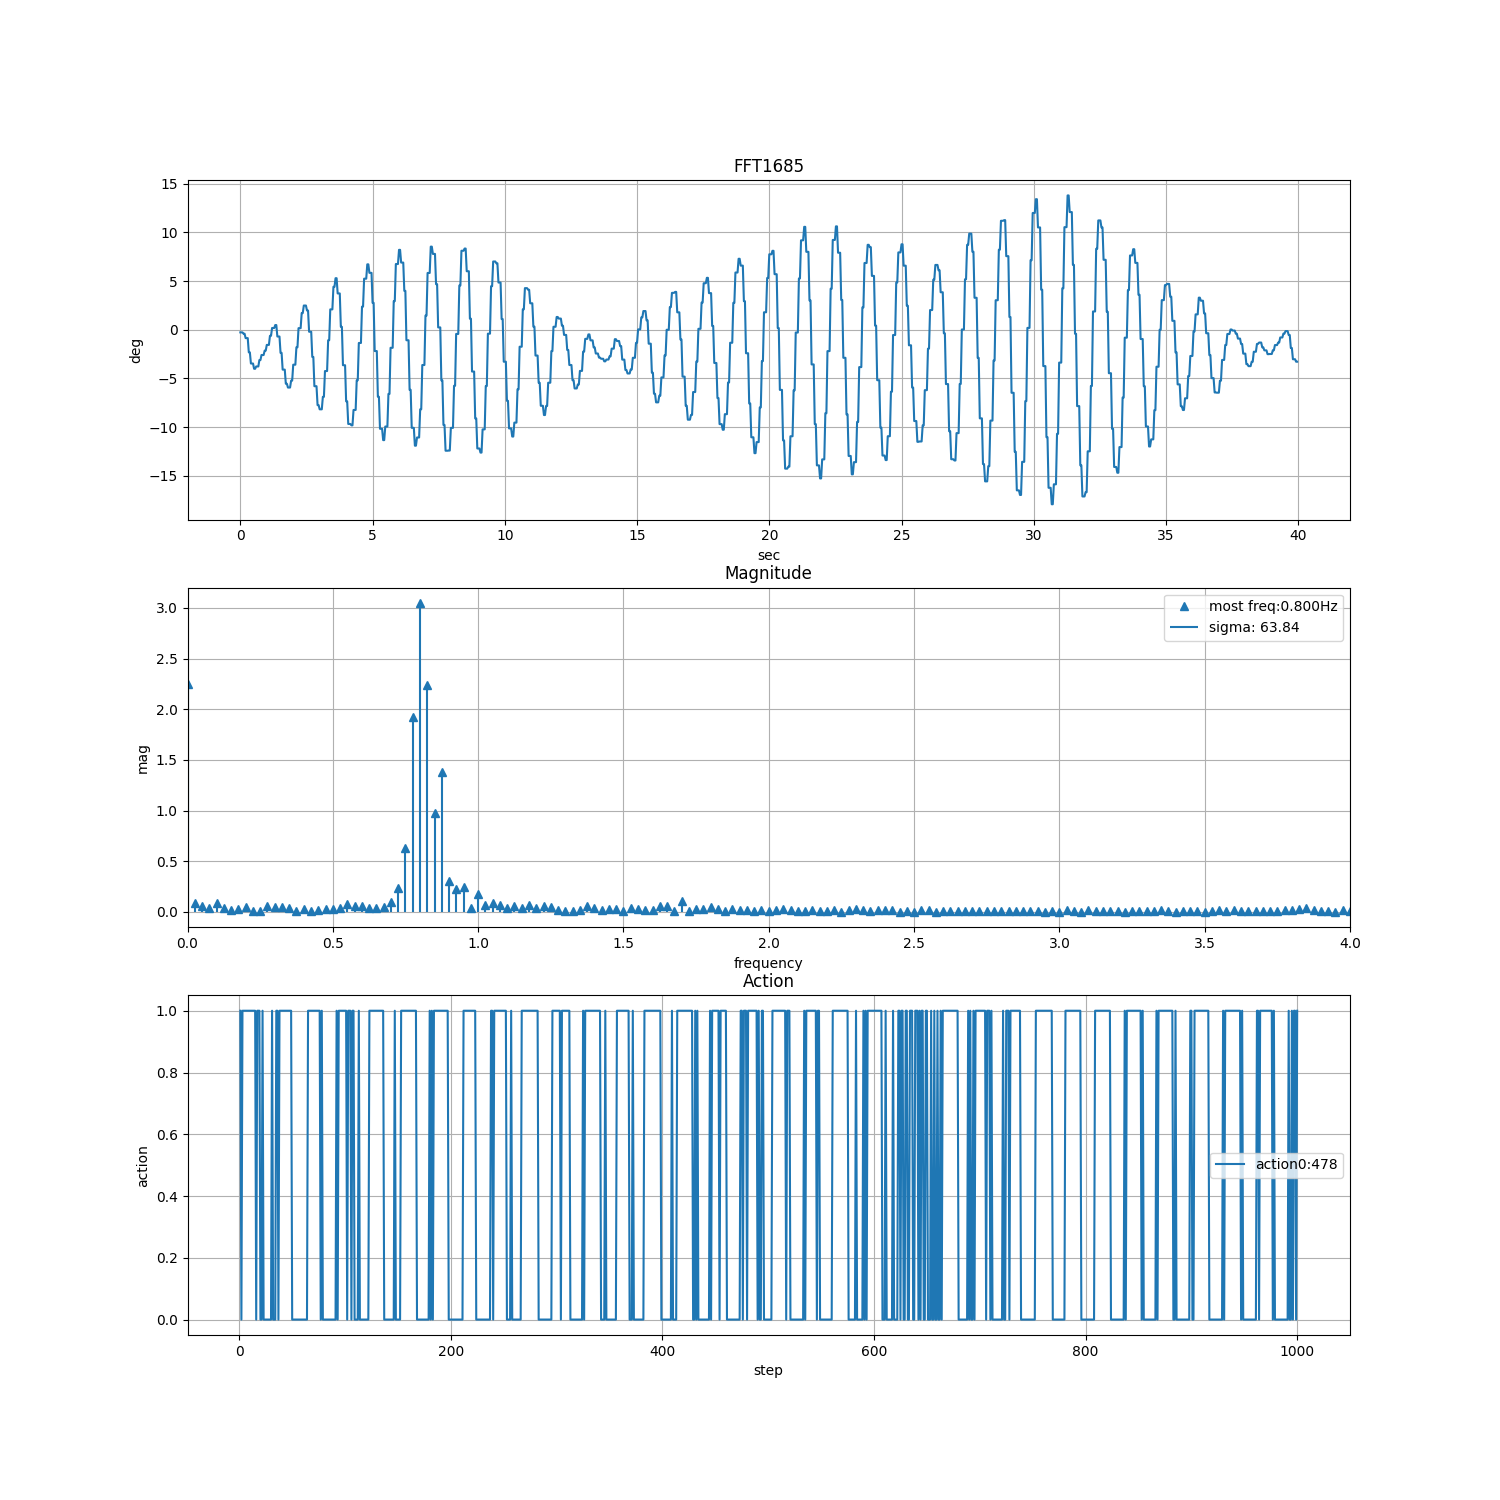 FFT1685
15
10
5
0
−5
−10
−15
deg
0 5 10 15 20 25 30 35 40
sec
Magnitude
3.0
2.5
2.0
1.5
1.0
0.5
0.0
mag
most freq:0.800Hz
sigma: 63.84
0.0 0.5 1.0 1.5 2.0 2.5 3.0 3.5 4.0
frequency
Action
1.0
0.8
0.6
0.4
0.2
0.0
action
action0:478
0 200 400 600 800 1000
step